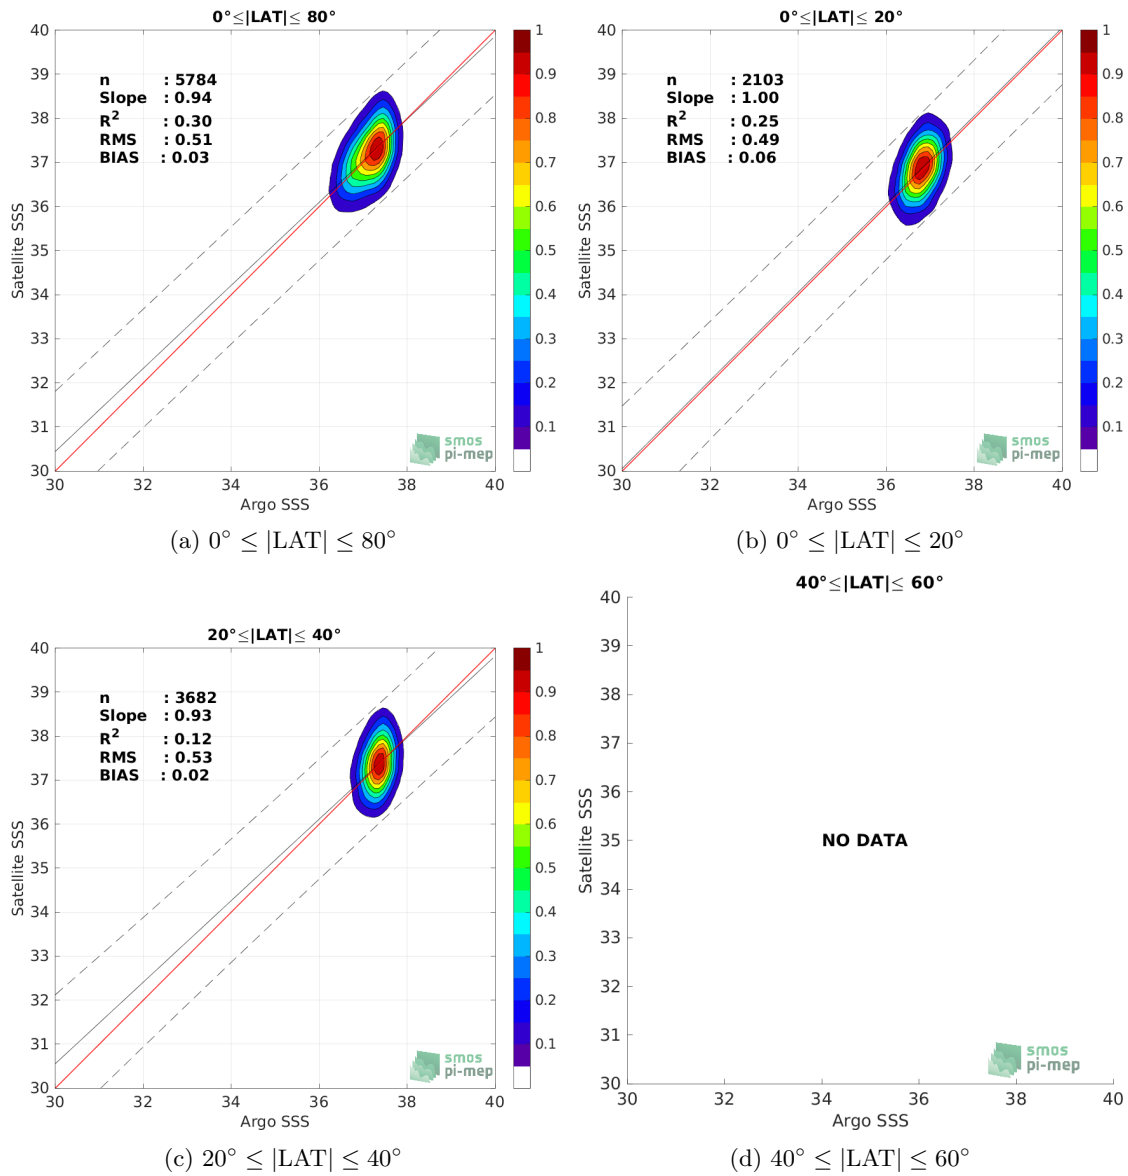 0°≤|LAT|≤ 80°
40
39
38
37
36
35
34
33
32
31
30
30
32
34
36
38
40
Satellite SSS
Argo SSS
n : 5784
Slope : 0.94
R² : 0.30
RMS : 0.51
BIAS : 0.03
1
0.9
0.8
0.7
0.6
0.5
0.4
0.3
0.2
0.1
smos
pi-mep
(a) 0° ≤ |LAT| ≤ 80°
0°≤|LAT|≤ 20°
40
39
38
37
36
35
34
33
32
31
30
30
32
34
36
38
40
Satellite SSS
Argo SSS
n : 2103
Slope : 1.00
R² : 0.25
RMS : 0.49
BIAS : 0.06
1
0.9
0.8
0.7
0.6
0.5
0.4
0.3
0.2
0.1
smos
pi-mep
(b) 0° ≤ |LAT| ≤ 20°
20°≤|LAT|≤ 40°
40
39
38
37
36
35
34
33
32
31
30
30
32
34
36
38
40
Satellite SSS
Argo SSS
n : 3682
Slope : 0.93
R² : 0.12
RMS : 0.53
BIAS : 0.02
1
0.9
0.8
0.7
0.6
0.5
0.4
0.3
0.2
0.1
smos
pi-mep
(c) 20° ≤ |LAT| ≤ 40°
40°≤|LAT|≤ 60°
40
39
38
37
36
35
34
33
32
31
30
30
32
34
36
38
40
Satellite SSS
Argo SSS
NO DATA
smos
pi-mep
(d) 40° ≤ |LAT| ≤ 60°